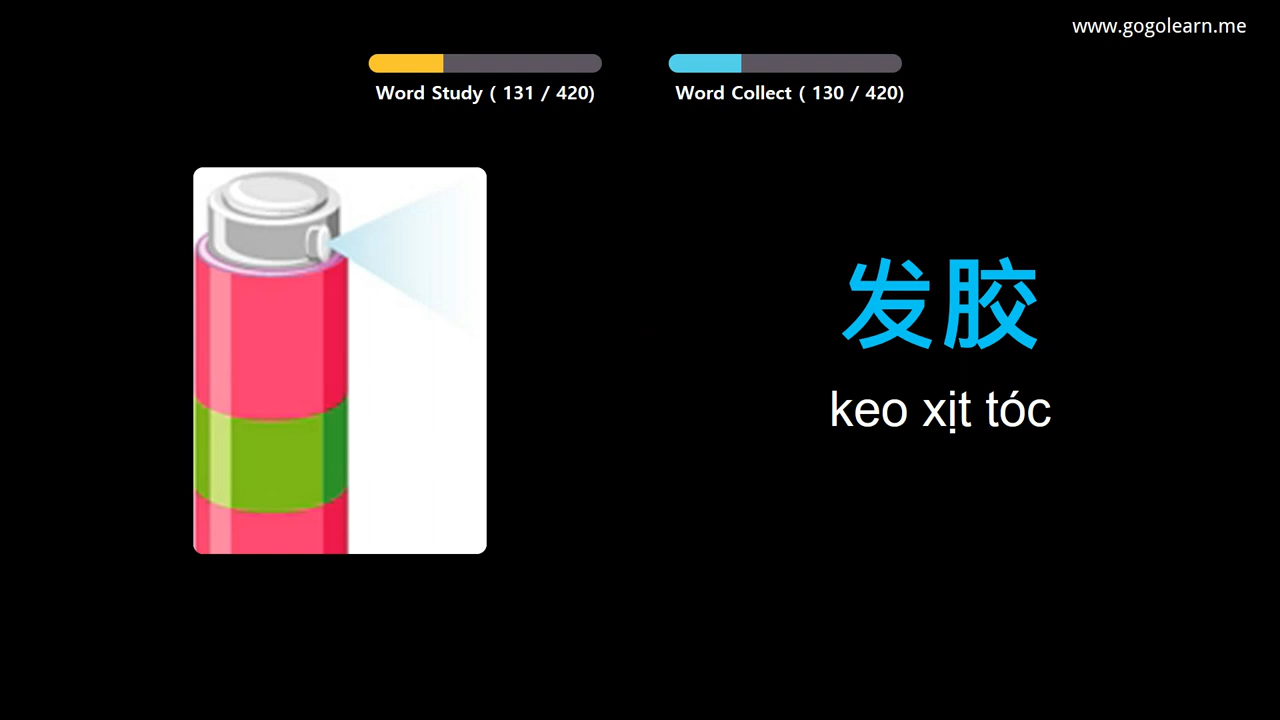 www.gogolearn.me
Word Study ( 131 / 420)
Word Collect ( 130 / 420)
发胶
keo xịt tóc